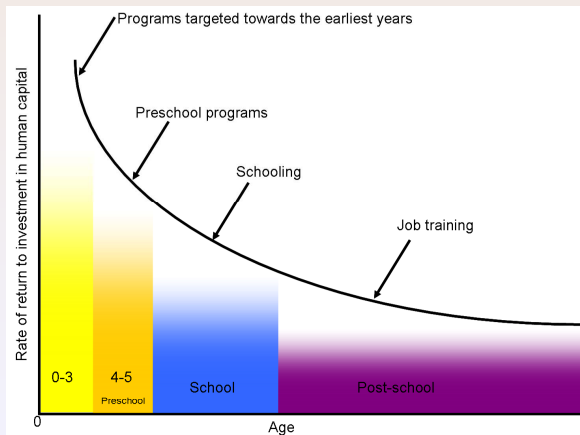 Programs targeted towards the earliest years
Preschool programs
Schooling
Job training
Rate of return to investment in human capital
0-3
4-5
Preschool
School
Post-school
0
Age